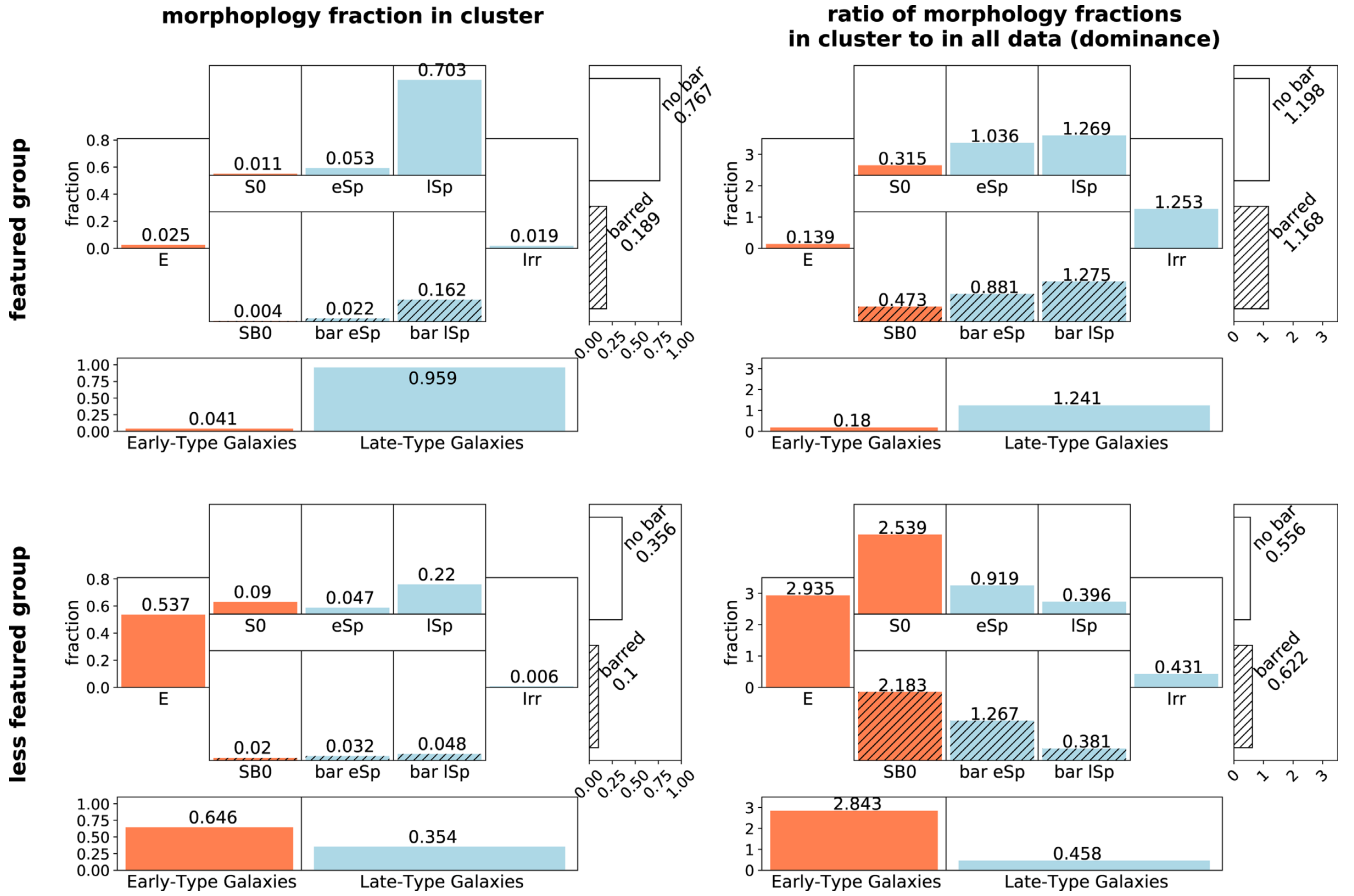 morphoplogy fraction in cluster
ratio of morphology fractions
in cluster to in all data (dominance)
featured group
fraction
0.8
0.6
0.4
0.2
0.0
0.025
E
0.011
S0
0.053
eSp
0.703
lSp
0.019
Irr
0.004
SB0
0.022
bar eSp
0.162
bar lSp
no bar
0.767
barred
0.189
0.00
0.25
0.50
0.75
1.00
1.00
0.75
0.50
0.25
0.00
0.041
Early-Type Galaxies
0.959
Late-Type Galaxies
fraction
3
2
1
0
0.139
E
0.315
S0
1.036
eSp
1.269
lSp
1.253
Irr
0.473
SB0
0.881
bar eSp
1.275
bar lSp
no bar
1.198
barred
1.168
0
1
2
3
3
2
1
0
0.18
Early-Type Galaxies
1.241
Late-Type Galaxies
less featured group
fraction
0.8
0.6
0.4
0.2
0.0
0.537
E
0.09
S0
0.047
eSp
0.22
lSp
0.006
Irr
0.02
SB0
0.032
bar eSp
0.048
bar lSp
no bar
0.356
barred
0.1
0.00
0.25
0.50
0.75
1.00
1.00
0.75
0.50
0.25
0.00
0.646
Early-Type Galaxies
0.354
Late-Type Galaxies
fraction
3
2
1
0
2.935
E
2.539
S0
0.919
eSp
0.396
lSp
0.431
Irr
2.183
SB0
1.267
bar eSp
0.381
bar lSp
no bar
0.556
barred
0.622
0
1
2
3
3
2
1
0
2.843
Early-Type Galaxies
0.458
Late-Type Galaxies